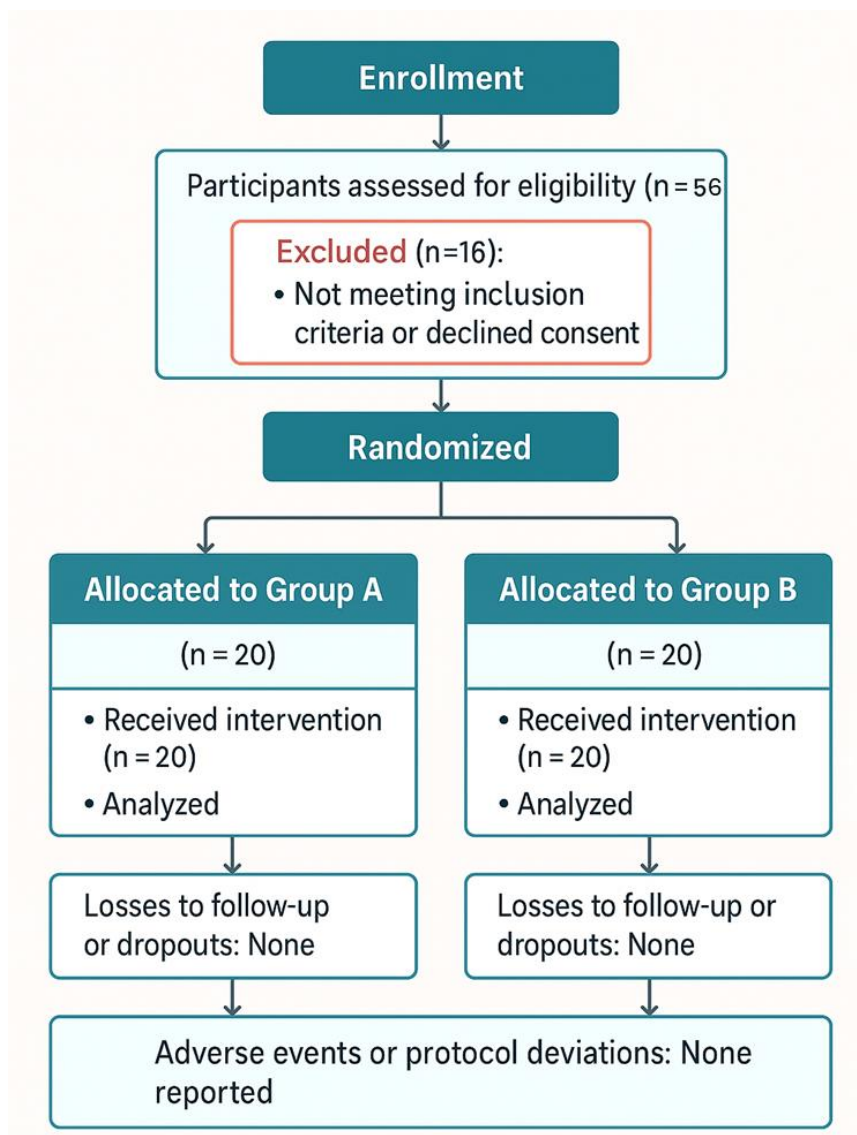 Enrollment
Participants assessed for eligibility (n = 56
Excluded (n=16):
• Not meeting inclusion
criteria or declined consent
Randomized
Allocated to Group A
(n = 20)
• Received intervention
(n = 20)
• Analyzed
Losses to follow-up
or dropouts: None
Allocated to Group B
(n = 20)
• Received intervention
(n = 20)
• Analyzed
Losses to follow-up or
dropouts: None
Adverse events or protocol deviations: None
reported